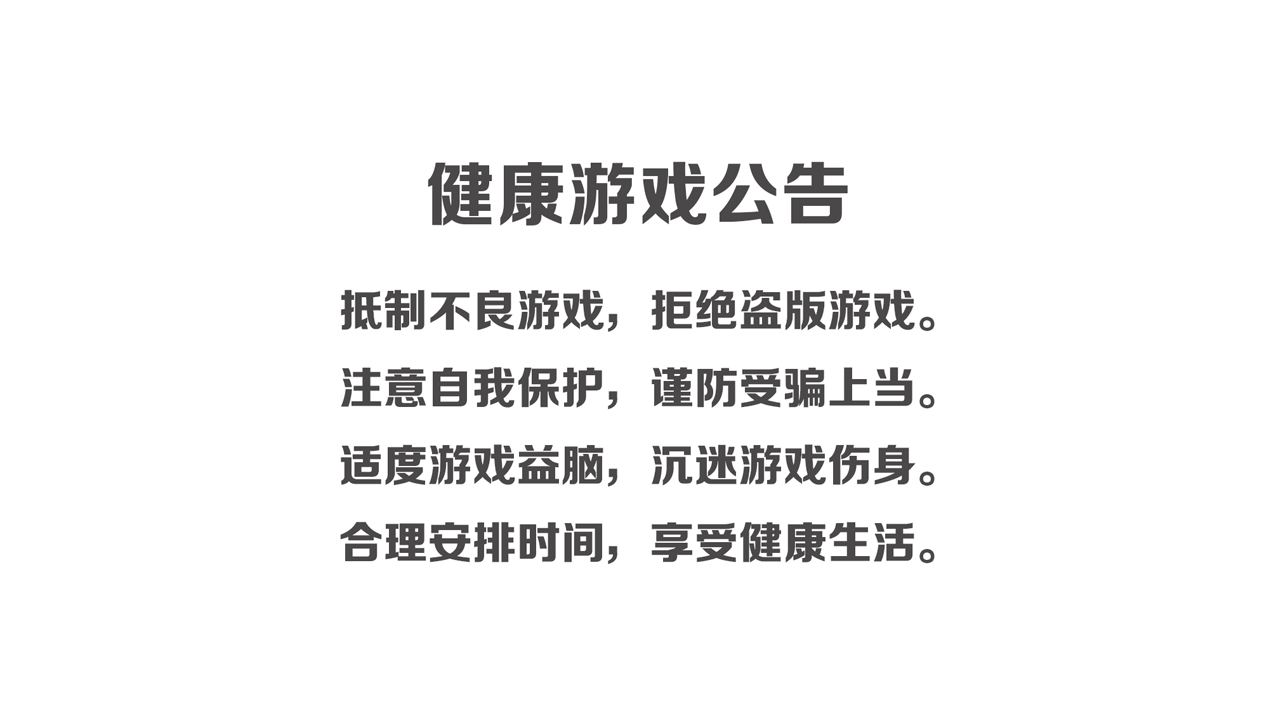 健康游戏公告
抵制不良游戏，拒绝盗版游戏。
注意自我保护，谨防受骗上当。
适度游戏益脑，沉迷游戏伤身。
合理安排时间，享受健康生活。